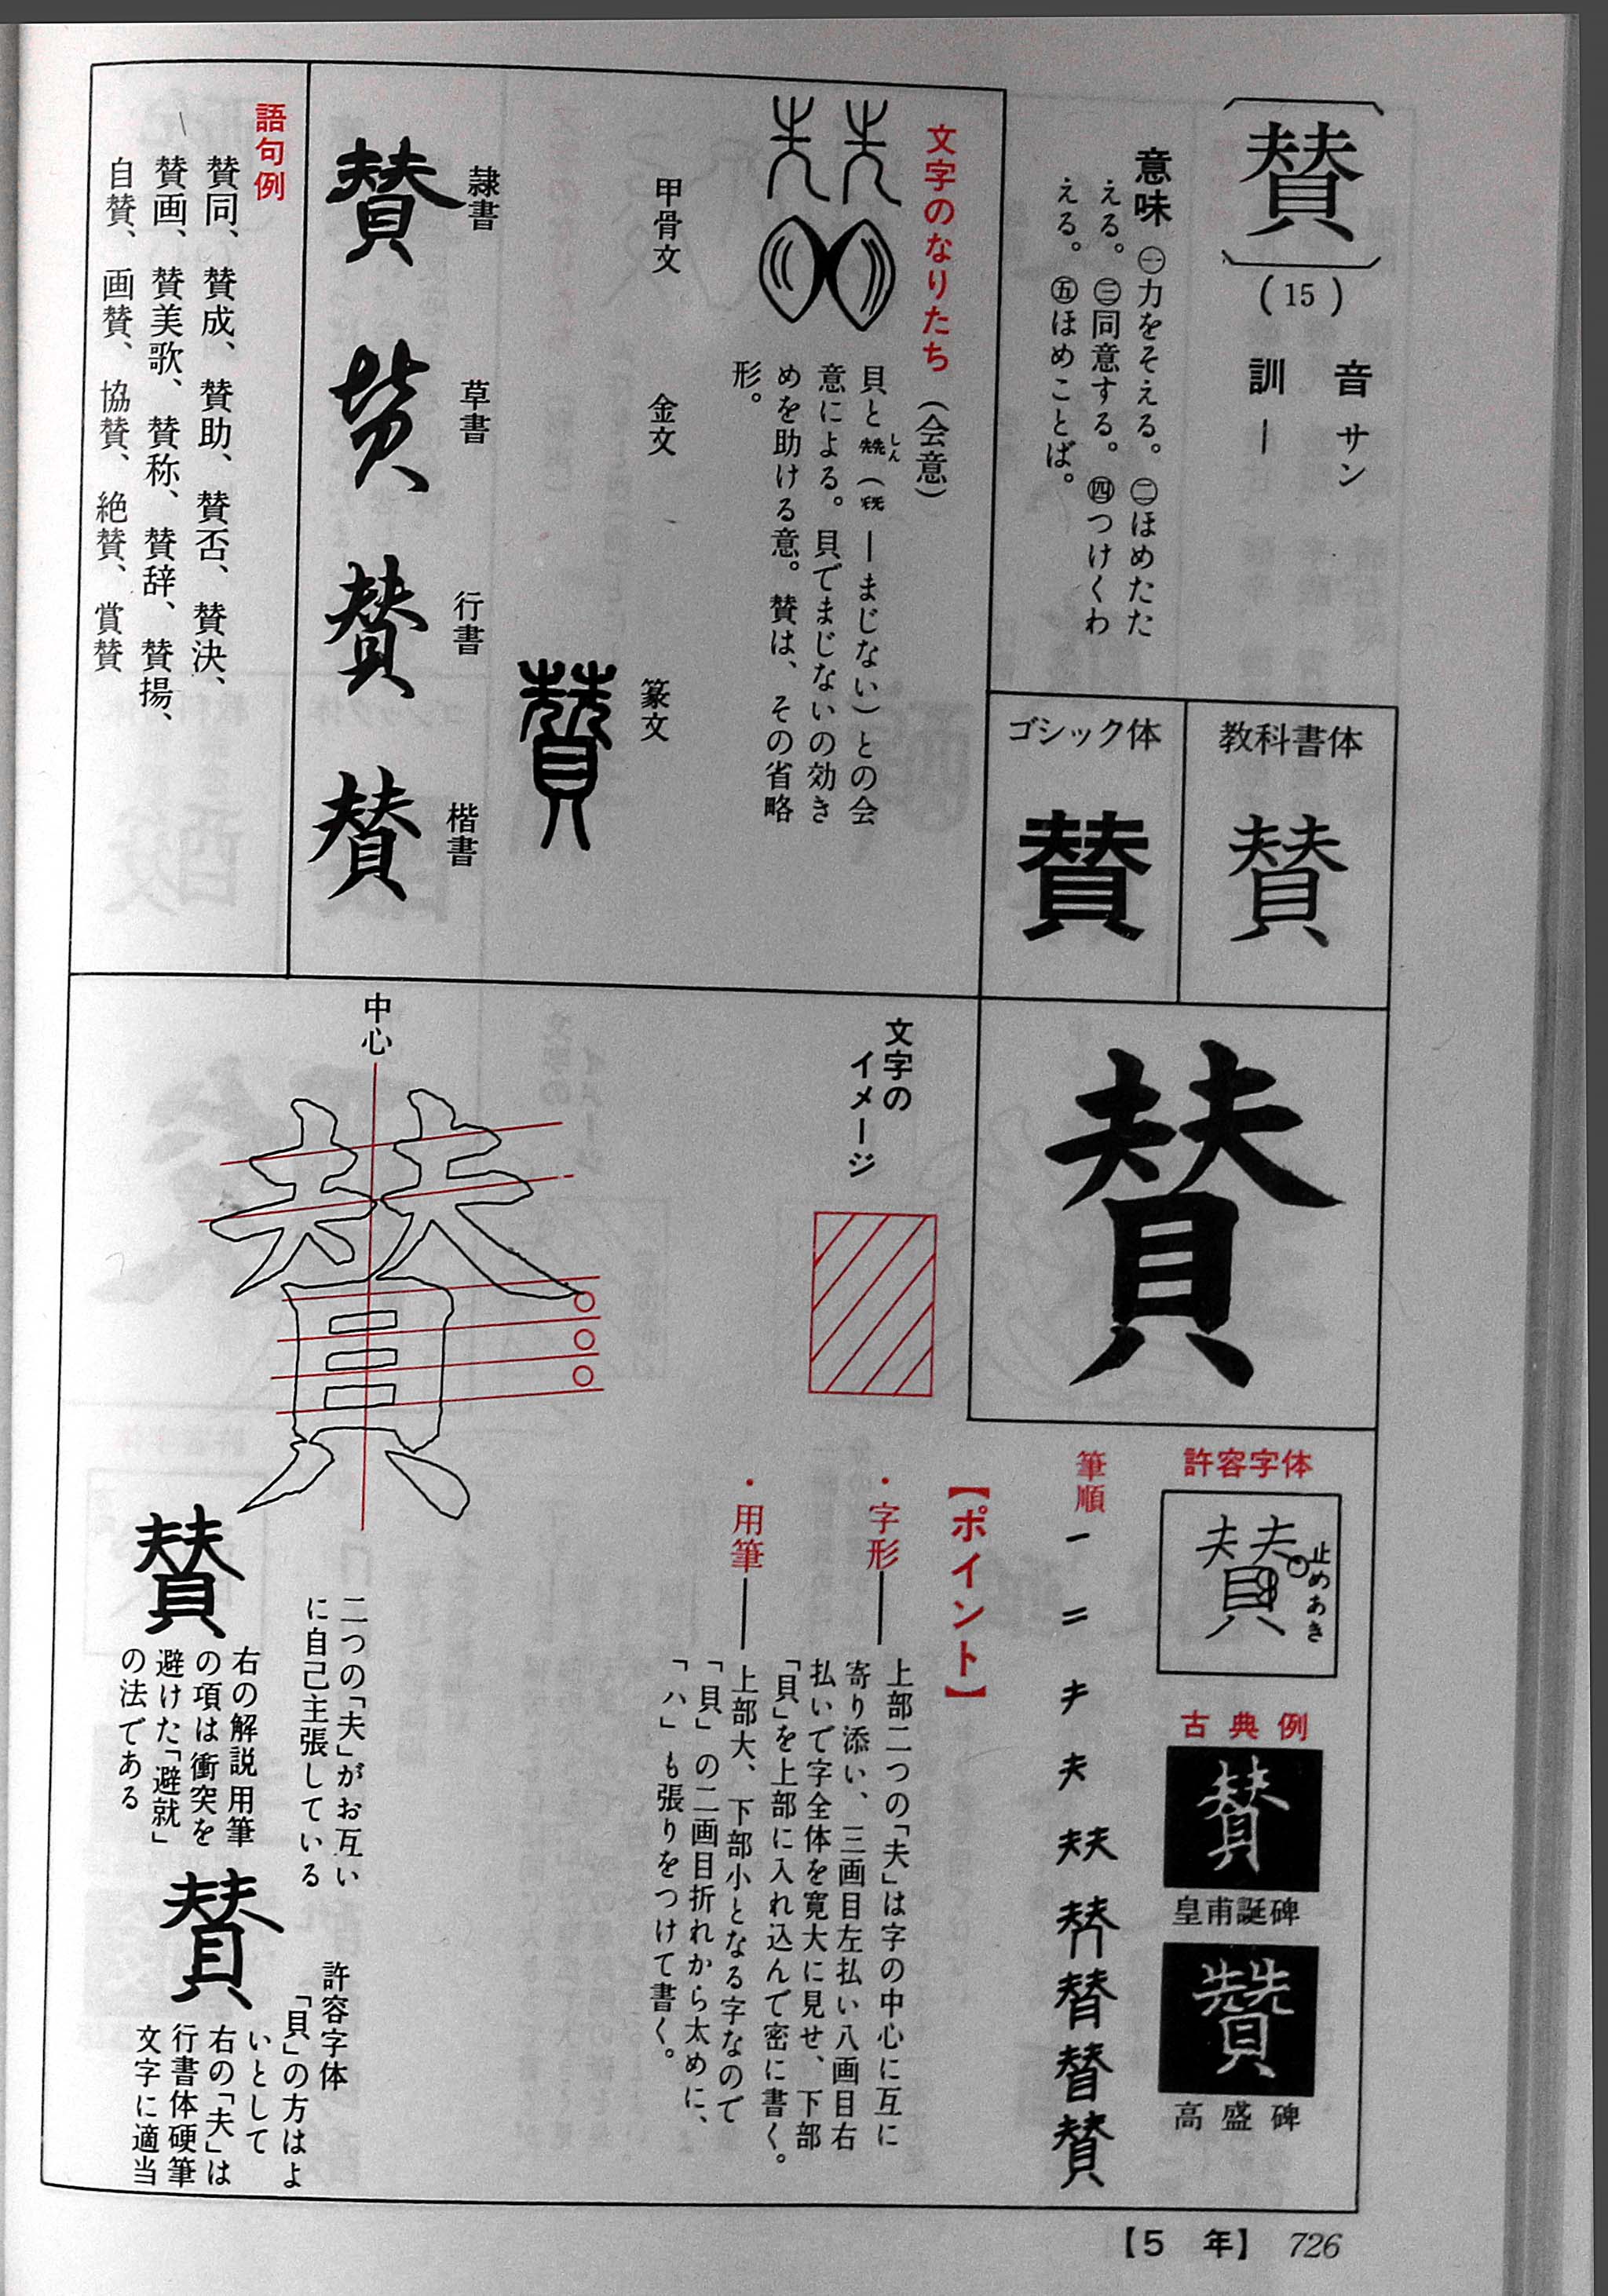 賛
(15)
音 サン
訓 ―
意味 ㊀力をそえる。 ㊁ほめたた
える。 ㊂同意する。 ㊃つけくわ
える。 ㊄ほめことば。
教科書体
賛
ゴシック体
賛
文字のなりたち (会意)
貝と兟(しん)( ―まじない)との会
意による。貝でまじないの効き
めを助ける意。賛は、その省略
形。
甲骨文
金文
篆文
贊
隷書
賛
草書
賛
行書
賛
楷書
賛
語句例
賛同、 賛成、 賛助、 賛否、 賛決、
賛画、 賛美歌、 賛称、 賛辞、 賛揚、
自賛、 画賛、 協賛、 絶賛、 賞賛
賛
許容字体
賛
止めあき
古典例
賛
皇甫誕碑
贊
高盛碑
筆順
一 二 キ 夫 㚘 賛
【ポイント】
・字形―上部二つの「夫」は字の中心に互に
寄り添い、三画目左払い八画目右
払いで字全体を寛大に見せ、下部
「貝」を上部に入れ込んで密に書く。
・用筆―上部大、下部小となる字なので
「貝」の二画目折れから太めに、
「ハ」も張りをつけて書く。
文字の
イメージ
中心
賛
二つの「夫」がお互い
に自己主張している
賛
右の解説用筆
の項は衝突を
避けた「避就」
の法である
許容字体
「貝」の方はよ
いとして
右の「夫」は
行書体硬筆
文字に適当
賛
【5 年】 726